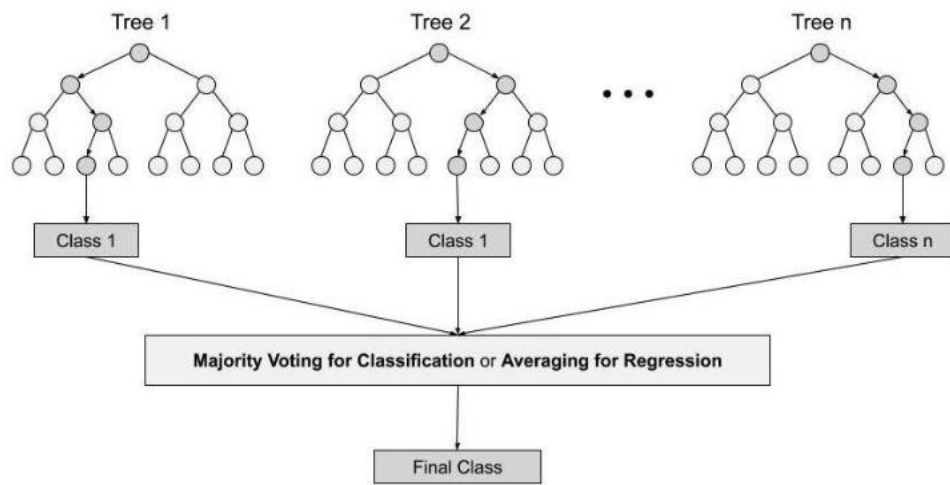 Tree 1
Tree 2
Tree n
Class 1
Class 1
Class n
Majority Voting for Classification or Averaging for Regression
Final Class